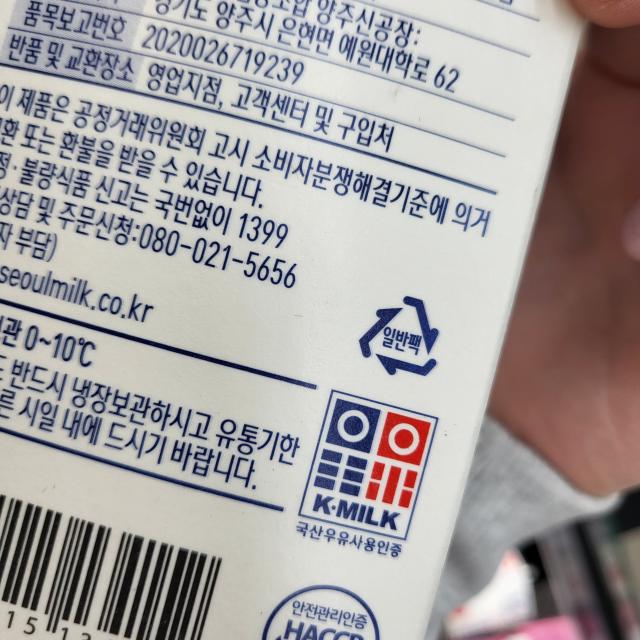 양주시공장:
경기도 양주시 은현면 예원대학로 62
품목보고번호 2020026719239
반품 및 교환장소 영업지점, 고객센터 및 구입처
이 제품은 공정거래위원회 고시 소비자분쟁해결기준에 의거
또는 환불을 받을 수 있습니다.
불량식품 신고는 국번없이 1399
상담 및 주문신청:080-021-5656
부담)
seoulmilk.co.kr
0~10℃
반드시 냉장보관하시고 유통기한
시일 내에 드시기 바랍니다.
일반팩
K·MILK
국산우유사용인증
안전관리인증
HACCP